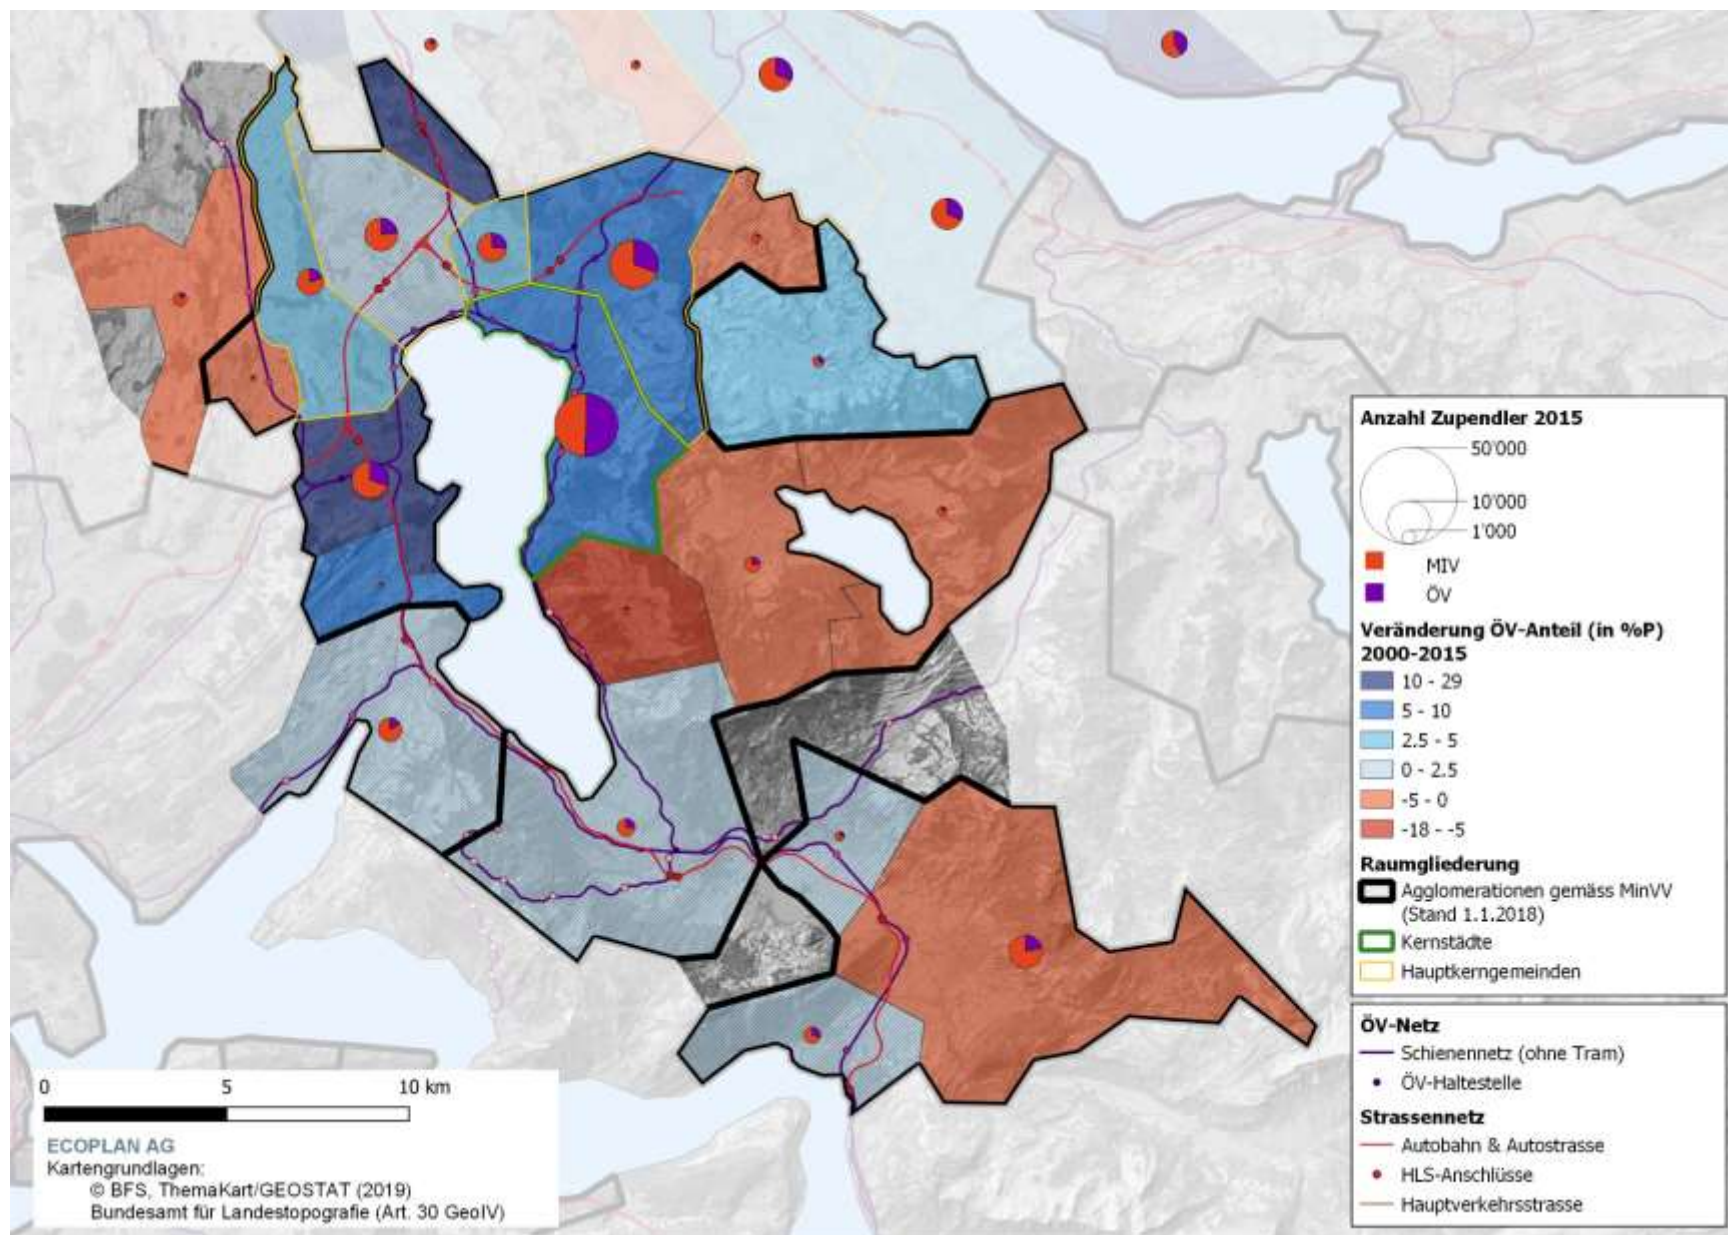 Anzahl Zupendler 2015
50'000
10'000
1'000
MIV
ÖV
Veränderung ÖV-Anteil (in %P)
2000-2015
10 - 29
5 - 10
2.5 - 5
0 - 2.5
-5 - 0
-18 - -5
Raumgliederung
Agglomerationen gemäss MinVV
(Stand 1.1.2018)
Kernstädte
Hauptkerngemeinden
ÖV-Netz
Schienennetz (ohne Tram)
ÖV-Haltestelle
Strassennetz
Autobahn & Autostrasse
HLS-Anschlüsse
Hauptverkehrsstrasse
0 5 10 km
ECOPLAN AG
Kartengrundlagen:
© BFS, ThemaKart/GEOSTAT (2019)
Bundesamt für Landestopografie (Art. 30 GeoIV)